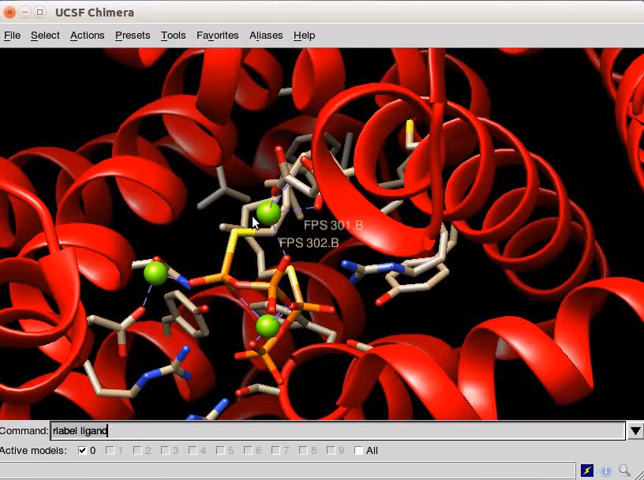 UCSF Chimera
File Select Actions Presets Tools Favorites Aliases Help
FPS 301.B
FPS 302.B
Command: rlabel ligand
Active models: 0 1 2 3 4 5 6 7 8 9 All